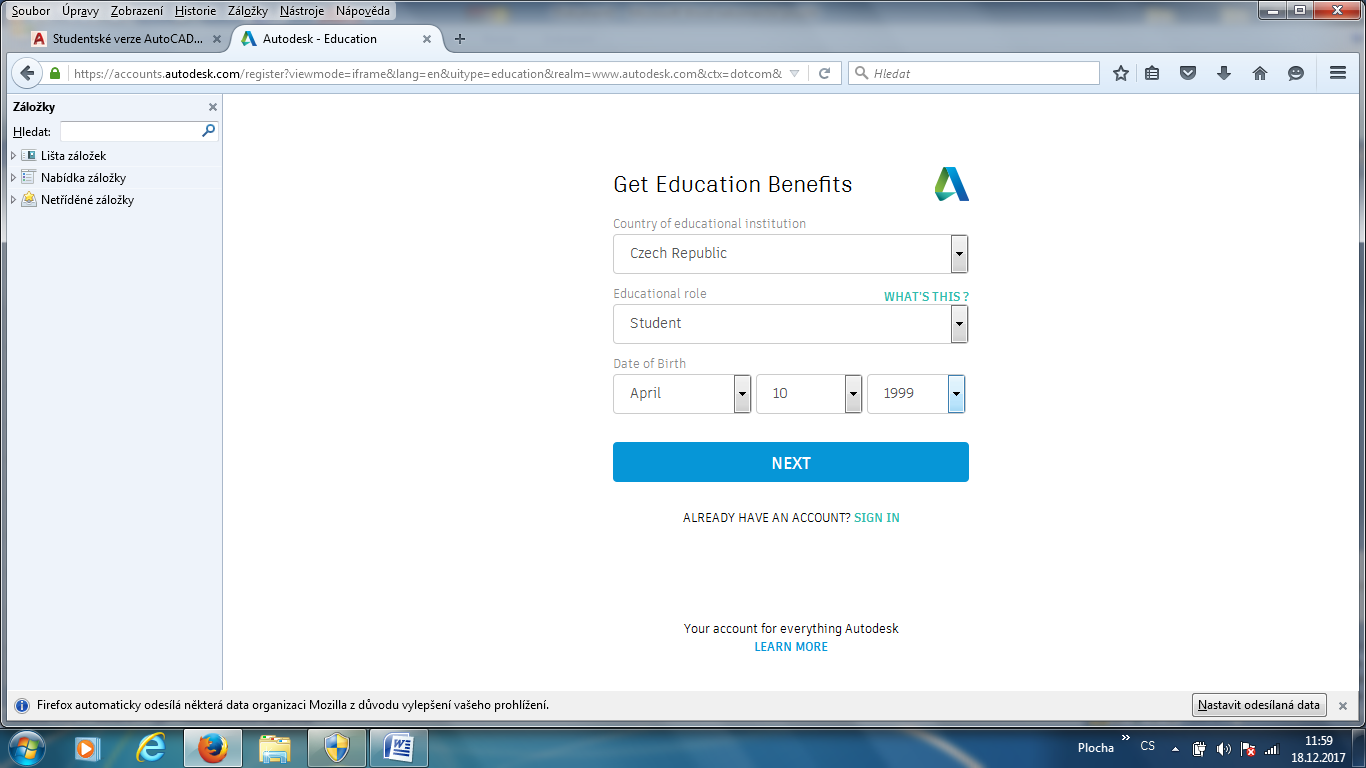 Soubor Úpravy Zobrazení Historie Záložky Nástroje Nápověda
Studentské verze AutoCAD... Autodesk - Education
https://accounts.autodesk.com/register?viewmode=iframe&lang=en&uitype=education&realm=www.autodesk.com&ctx=dotcom& Hledat
Záložky
Hledat:
Lišta záložek
Nabídka záložky
Netříděné záložky
Get Education Benefits
Country of educational institution
Czech Republic
Educational role WHAT'S THIS ?
Student
Date of Birth
April 10 1999
NEXT
ALREADY HAVE AN ACCOUNT? SIGN IN
Your account for everything Autodesk
LEARN MORE
Firefox automaticky odesílá některá data organizaci Mozilla z důvodu vylepšení vašeho prohlížení. Nastavit odesílaná data
Plocha » CS 11:59
18.12.2017